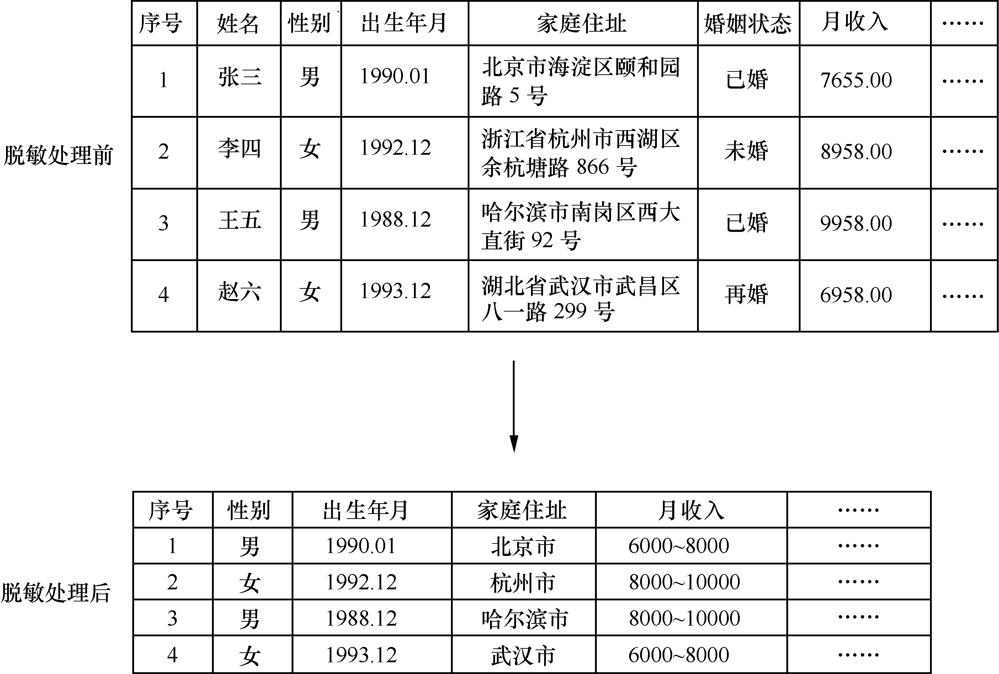 序号 姓名 性别 出生年月 家庭住址 婚姻状态 月收入 ……
1 张三 男 1990.01 北京市海淀区颐和园 已婚 7655.00 ……
路 5 号
脱敏处理前
2 李四 女 1992.12 浙江省杭州市西湖区 未婚 8958.00 ……
余杭塘路 866 号
3 王五 男 1988.12 哈尔滨市南岗区西大 已婚 9958.00 ……
直街 92 号
4 赵六 女 1993.12 湖北省武汉市武昌区 再婚 6958.00 ……
八一路 299 号
序号 性别 出生年月 家庭住址 月收入 ……
1 男 1990.01 北京市 6000~8000 ……
脱敏处理后
2 女 1992.12 杭州市 8000~10000 ……
3 男 1988.12 哈尔滨市 8000~10000 ……
4 女 1993.12 武汉市 6000~8000 ……